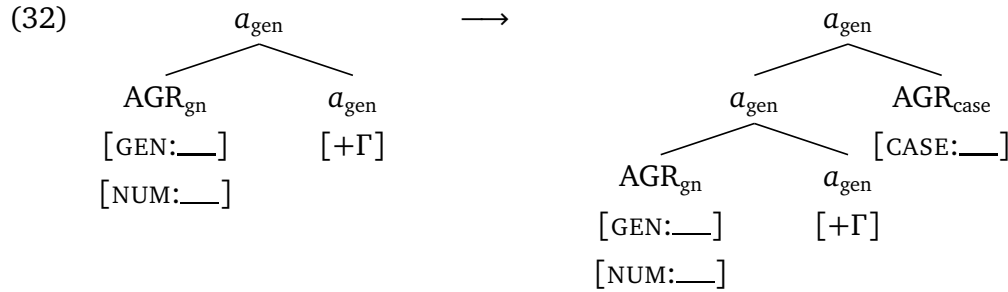 (32) a_gen ⟶ a_gen
AGR_gn a_gen a_gen AGR_case
[GEN:__] [+Γ] [CASE:__]
[NUM:__] AGR_gn a_gen
[GEN:__] [+Γ]
[NUM:__]